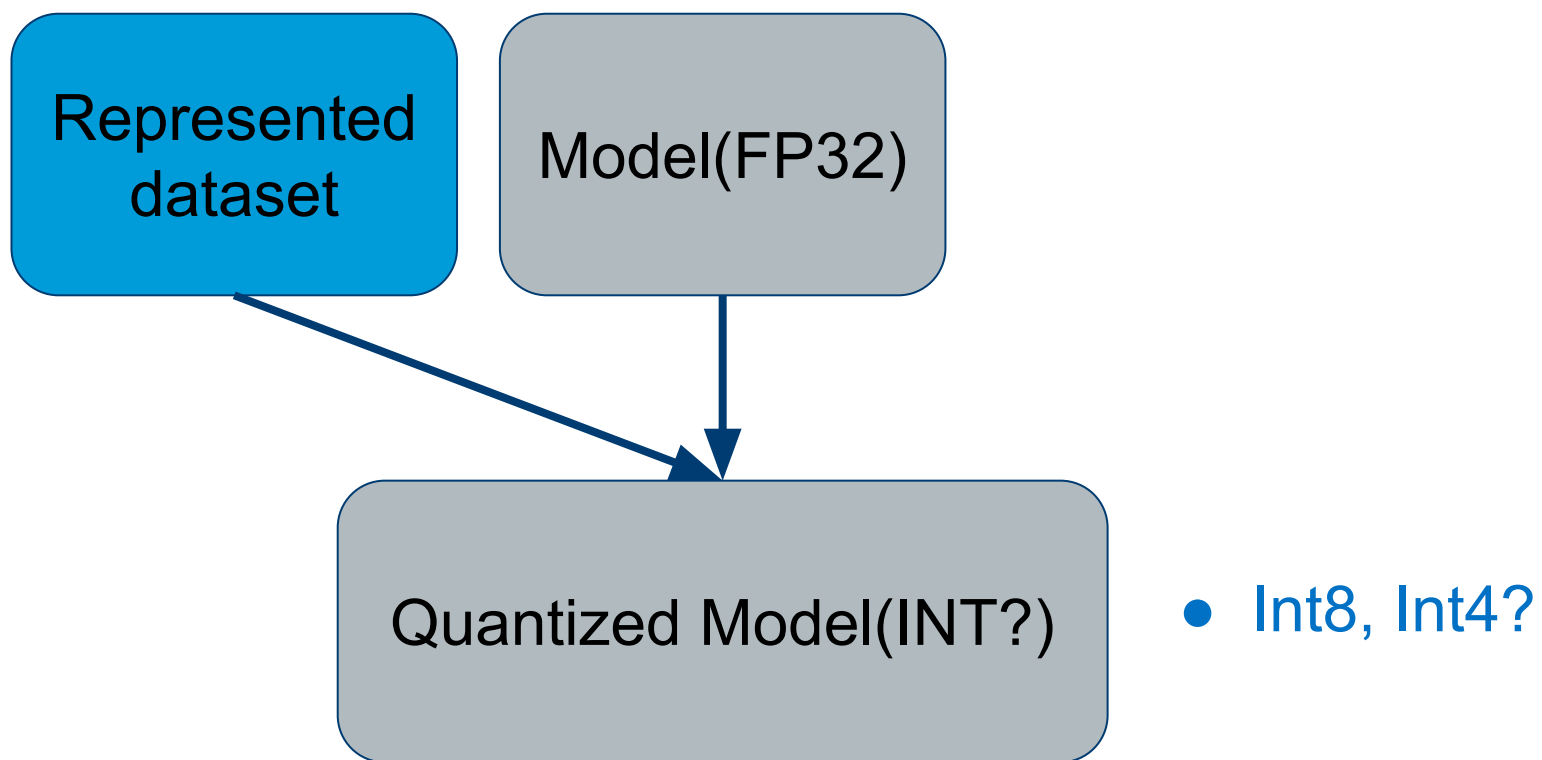 Represented
dataset
Model(FP32)
Quantized Model(INT?)
● Int8, Int4?